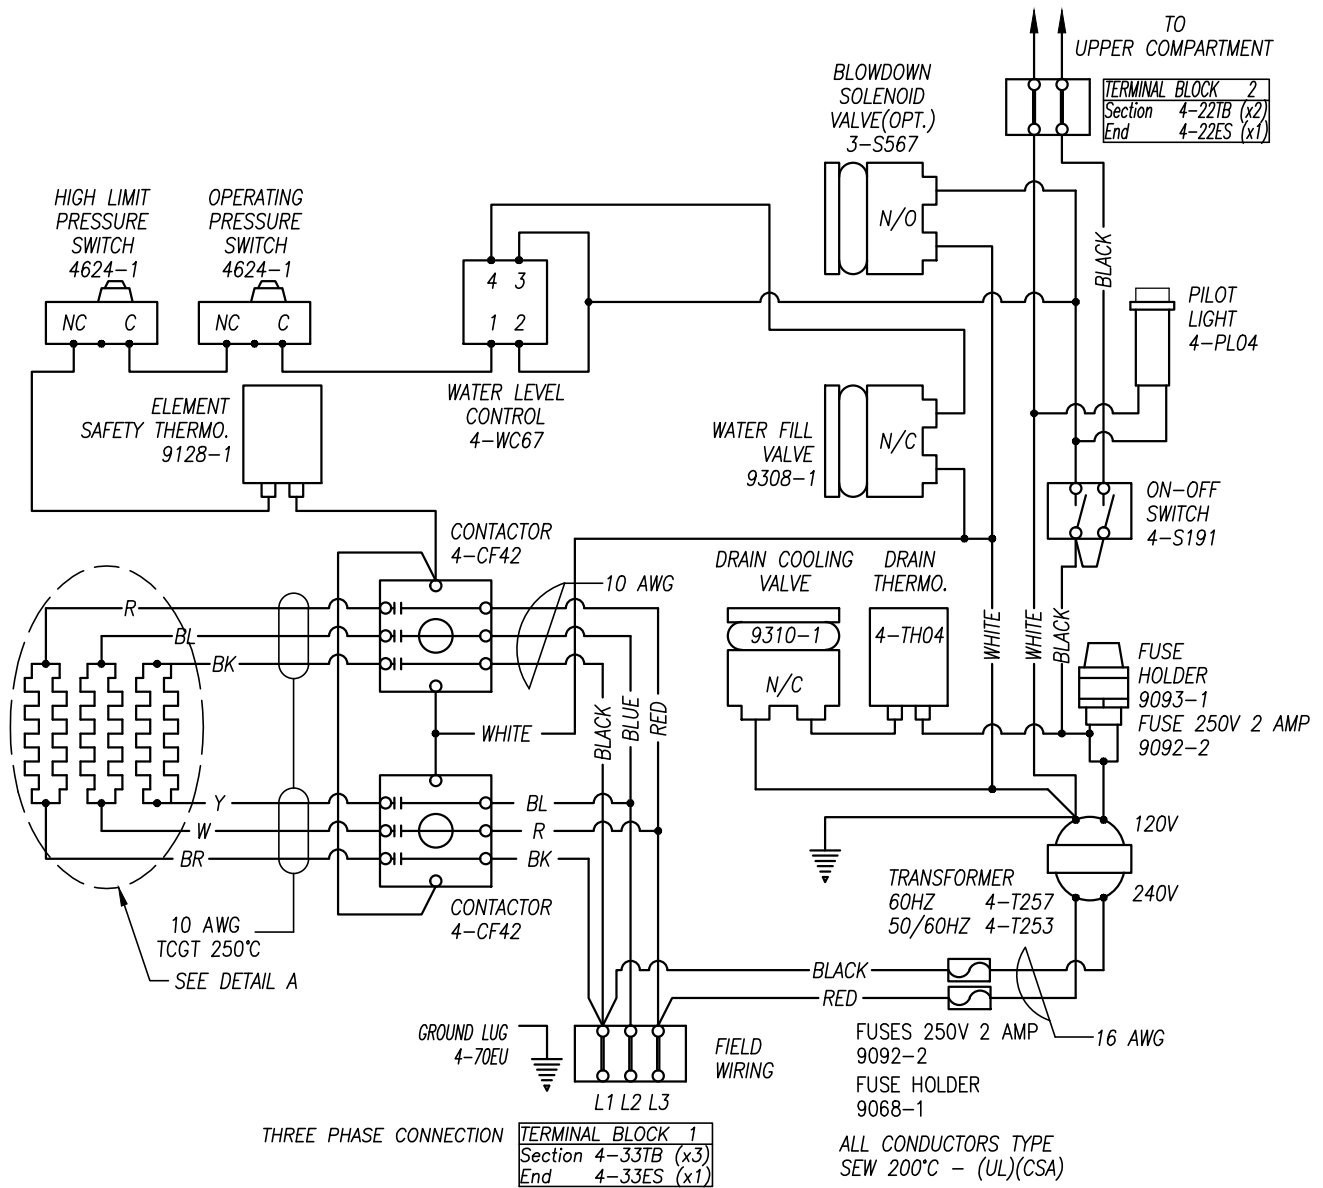 TO
UPPER COMPARTMENT
BLOWDOWN
SOLENOID
VALVE(OPT.)
3-S567
TERMINAL BLOCK 2
Section 4-22TB (x2)
End 4-22ES (x1)
HIGH LIMIT
PRESSURE
SWITCH
4624-1
OPERATING
PRESSURE
SWITCH
4624-1
N/O
BLACK
4 3
1 2
NC C
NC C
PILOT
LIGHT
4-PL04
WATER LEVEL
CONTROL
4-WC67
ELEMENT
SAFETY THERMO.
9128-1
WATER FILL
VALVE
9308-1
N/C
ON-OFF
SWITCH
4-S191
CONTACTOR
4-CF42
DRAIN COOLING
VALVE
DRAIN
THERMO.
10 AWG
R
BL
BK
9310-1
4-TH04
N/C
WHITE
WHITE
BLACK
FUSE
HOLDER
9093-1
FUSE 250V 2 AMP
9092-2
WHITE
BLACK
BLUE
RED
Y
W
BR
BL
R
BK
120V
240V
TRANSFORMER
60HZ 4-T257
50/60HZ 4-T253
CONTACTOR
4-CF42
10 AWG
TCGT 250°C
SEE DETAIL A
BLACK
RED
GROUND LUG
4-70EU
FIELD
WIRING
FUSES 250V 2 AMP
9092-2
16 AWG
FUSE HOLDER
9068-1
L1 L2 L3
THREE PHASE CONNECTION
TERMINAL BLOCK 1
Section 4-33TB (x3)
End 4-33ES (x1)
ALL CONDUCTORS TYPE
SEW 200°C - (UL)(CSA)